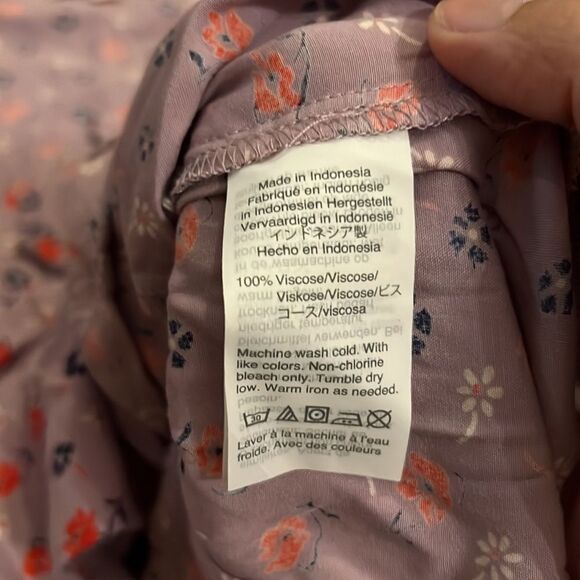 Made in Indonesia
Fabriqué en Indonésie
in Indonesien Hergestellt
Vervaardigd in Indonesië
インドネシア製
Hecho en Indonesia
100% Viscose/Viscose/
Viskose/Viscose/ビス
コース/viscosa
Machine wash cold. With
like colors. Non-chlorine
bleach only. Tumble dry
low. Warm iron as needed.
30
Laver à la machine à l'eau
froide. Avec des couleurs